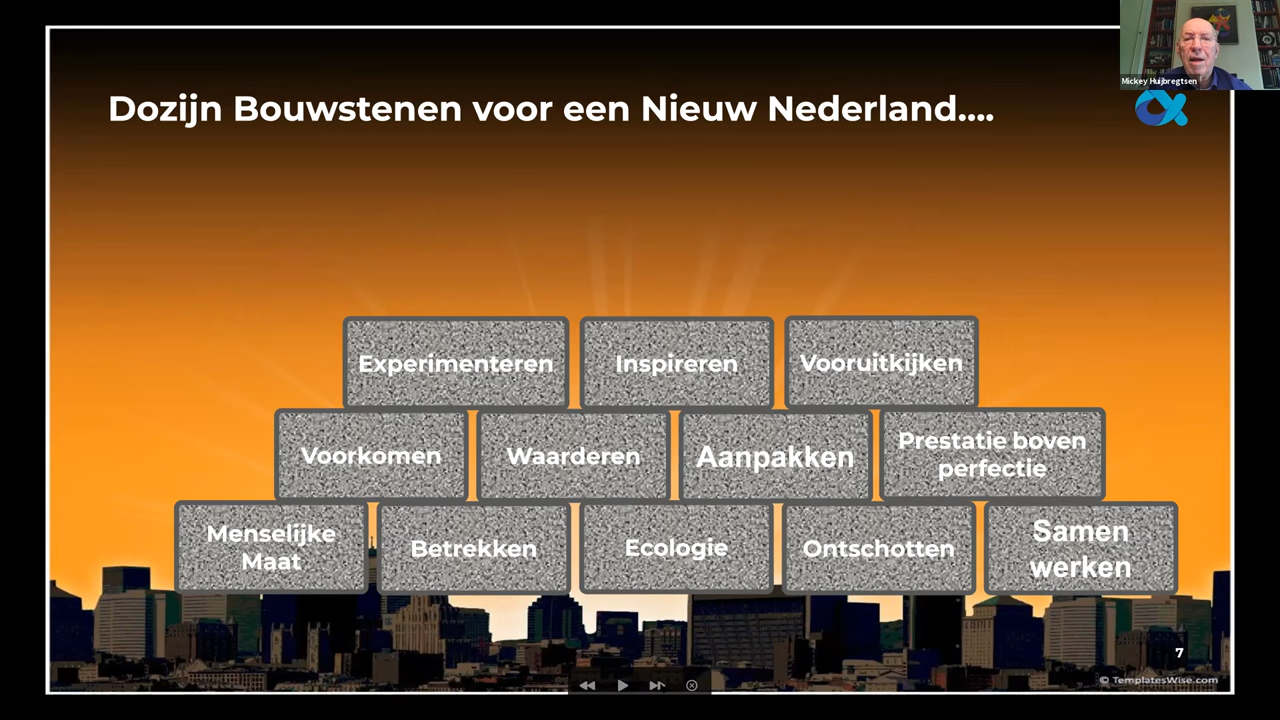 Mickey Huijbregtsen
Dozijn Bouwstenen voor een Nieuw Nederland....
Experimenteren
Inspireren
Vooruitkijken
Voorkomen
Waarderen
Aanpakken
Prestatie boven
perfectie
Menselijke
Maat
Betrekken
Ecologie
Ontschotten
Samen
werken
7
© TemplatesWise.com